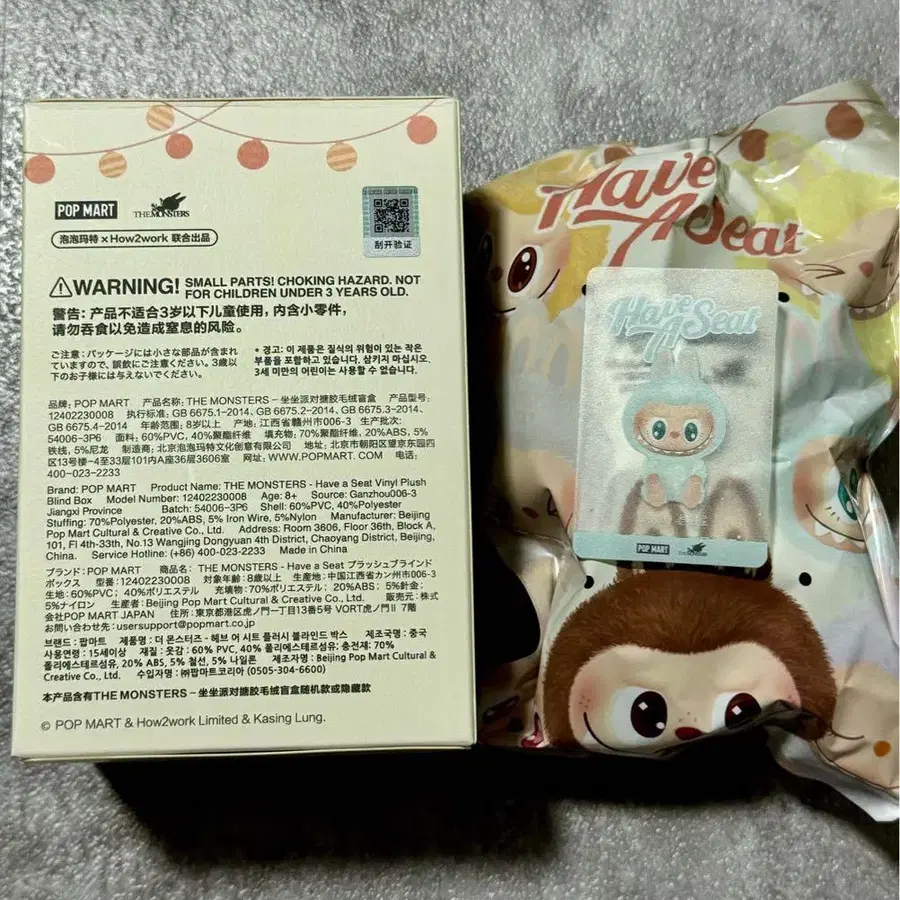 POP MART THE MONSTERS
泡泡玛特 × How2work 联合出品
刮开验证
WARNING! SMALL PARTS! CHOKING HAZARD. NOT
FOR CHILDREN UNDER 3 YEARS OLD.
警告: 产品不适合3岁以下儿童使用，内含小零件，
请勿吞食以免造成窒息的风险。
ご注意：パッケージには小さな部品が含まれ
ていますので、誤飲にご注意ください。3歳以
下のお子様には与えないでください。
* 경고: 이 제품은 질식의 위험이 있는 작은
부품을 포함하고 있습니다. 삼키지 마십시오.
3세 미만의 어린이는 사용할 수 없습니다.
品牌: POP MART 产品名称: THE MONSTERS – 坐坐派对搪胶毛绒盲盒 产品型号:
12402230008 执行标准: GB 6675.1–2014, GB 6675.2–2014, GB 6675.3–2014,
GB 6675.4–2014 年龄范围: 8岁以上 产地: 江西省赣州市006-3 生产批次:
54006-3P6 面料: 60%PVC, 40%聚酯纤维 填充物: 70%聚酯纤维, 20%ABS, 5%
铁线, 5%尼龙 制造商: 北京泡泡玛特文化创意有限公司 地址: 北京市朝阳区望京东园四
区13号楼-4至33层101内A座36层3606室 网址: WWW.POPMART.COM 电话:
400-023-2233
Brand: POP MART Product Name: THE MONSTERS - Have a Seat Vinyl Plush
Blind Box Model Number: 12402230008 Age: 8+ Source: Ganzhou006-3
Jiangxi Province Batch: 54006-3P6 Shell: 60%PVC, 40%Polyester
Stuffing: 70%Polyester, 20%ABS, 5% Iron Wire, 5%Nylon Manufacturer: Beijing
Pop Mart Cultural & Creative Co., Ltd. Address: Room 3606, Floor 36th, Block A,
101, Fl 4th-33th, No.13 Wangjing Dongyuan 4th District, Chaoyang District, Beijing,
China. Service Hotline: (+86) 400-023-2233 Made in China
ブランド: POP MART 商品名: THE MONSTERS - Have a Seat プラッシュブラインド
ボックス 型番: 12402230008 対象年齢: 8歳以上 生産地: 中国江西省カン州市006-3
生地: 60%PVC; 40%ポリエステル 充填物: 70%ポリエステル; 20%ABS; 5%針金;
5%ナイロン 生産者: Beijing Pop Mart Cultural & Creative Co., Ltd. 販売元: 株式
会社POP MART JAPAN 住所: 東京都港区虎ノ門一丁目13番5号 VORT虎ノ門II 7階
お問い合わせ先: usersupport@popmart.co.jp
브랜드 : 팝마트 제품명: 더 몬스터즈 - 헤브 어 시트 플러시 블라인드 박스 제조국명: 중국
사용연령 : 15세이상 재질: 옷감 : 60% PVC, 40% 폴리에스테르섬유; 충전재: 70%
폴리에스테르섬유, 20% ABS, 5% 철선, 5% 나일론 제조자명 : Beijing Pop Mart Cultural &
Creative Co., Ltd. 수입자명 : ㈜팝마트코리아 (0505-304-6600)
本产品含有THE MONSTERS – 坐坐派对搪胶毛绒盲盒随机款或隐藏款
© POP MART & How2work Limited & Kasing Lung.
Have
A Seat
Have
A Seat
POP MART THE MONSTERS